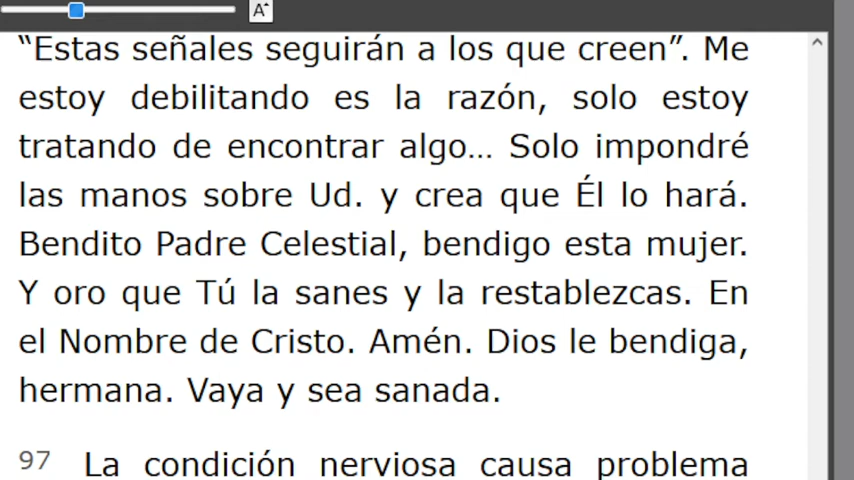 A
“Estas señales seguirán a los que creen”. Me
estoy debilitando es la razón, solo estoy
tratando de encontrar algo… Solo impondré
las manos sobre Ud. y crea que Él lo hará.
Bendito Padre Celestial, bendigo esta mujer.
Y oro que Tú la sanes y la restablezcas. En
el Nombre de Cristo. Amén. Dios le bendiga,
hermana. Vaya y sea sanada.
97 La condición nerviosa causa problema